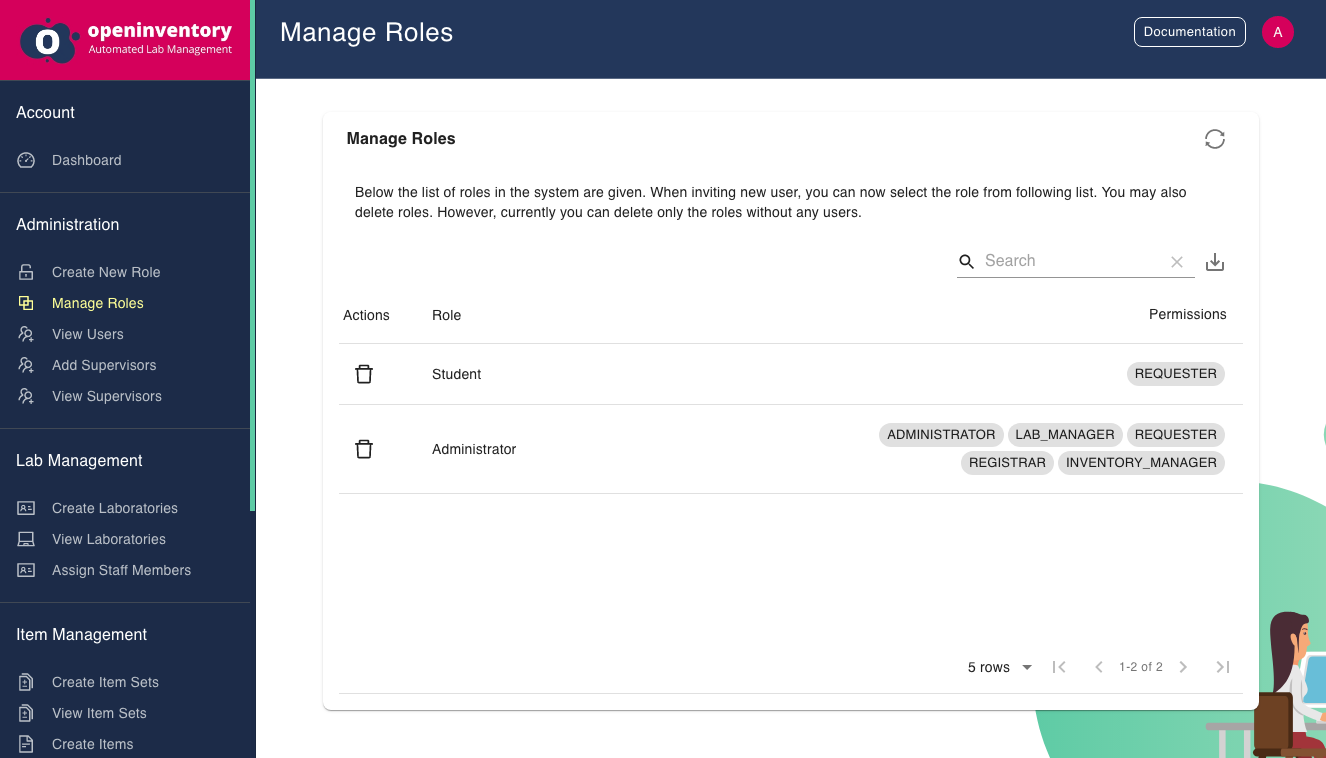 openinventory
Automated Lab Management
Manage Roles
Documentation
A
Account
Dashboard
Administration
Create New Role
Manage Roles
View Users
Add Supervisors
View Supervisors
Lab Management
Create Laboratories
View Laboratories
Assign Staff Members
Item Management
Create Item Sets
View Item Sets
Create Items
Manage Roles
Below the list of roles in the system are given. When inviting new user, you can now select the role from following list. You may also
delete roles. However, currently you can delete only the roles without any users.
Search
Actions Role Permissions
Student REQUESTER
Administrator ADMINISTRATOR LAB_MANAGER REQUESTER
REGISTRAR INVENTORY_MANAGER
5 rows 1-2 of 2